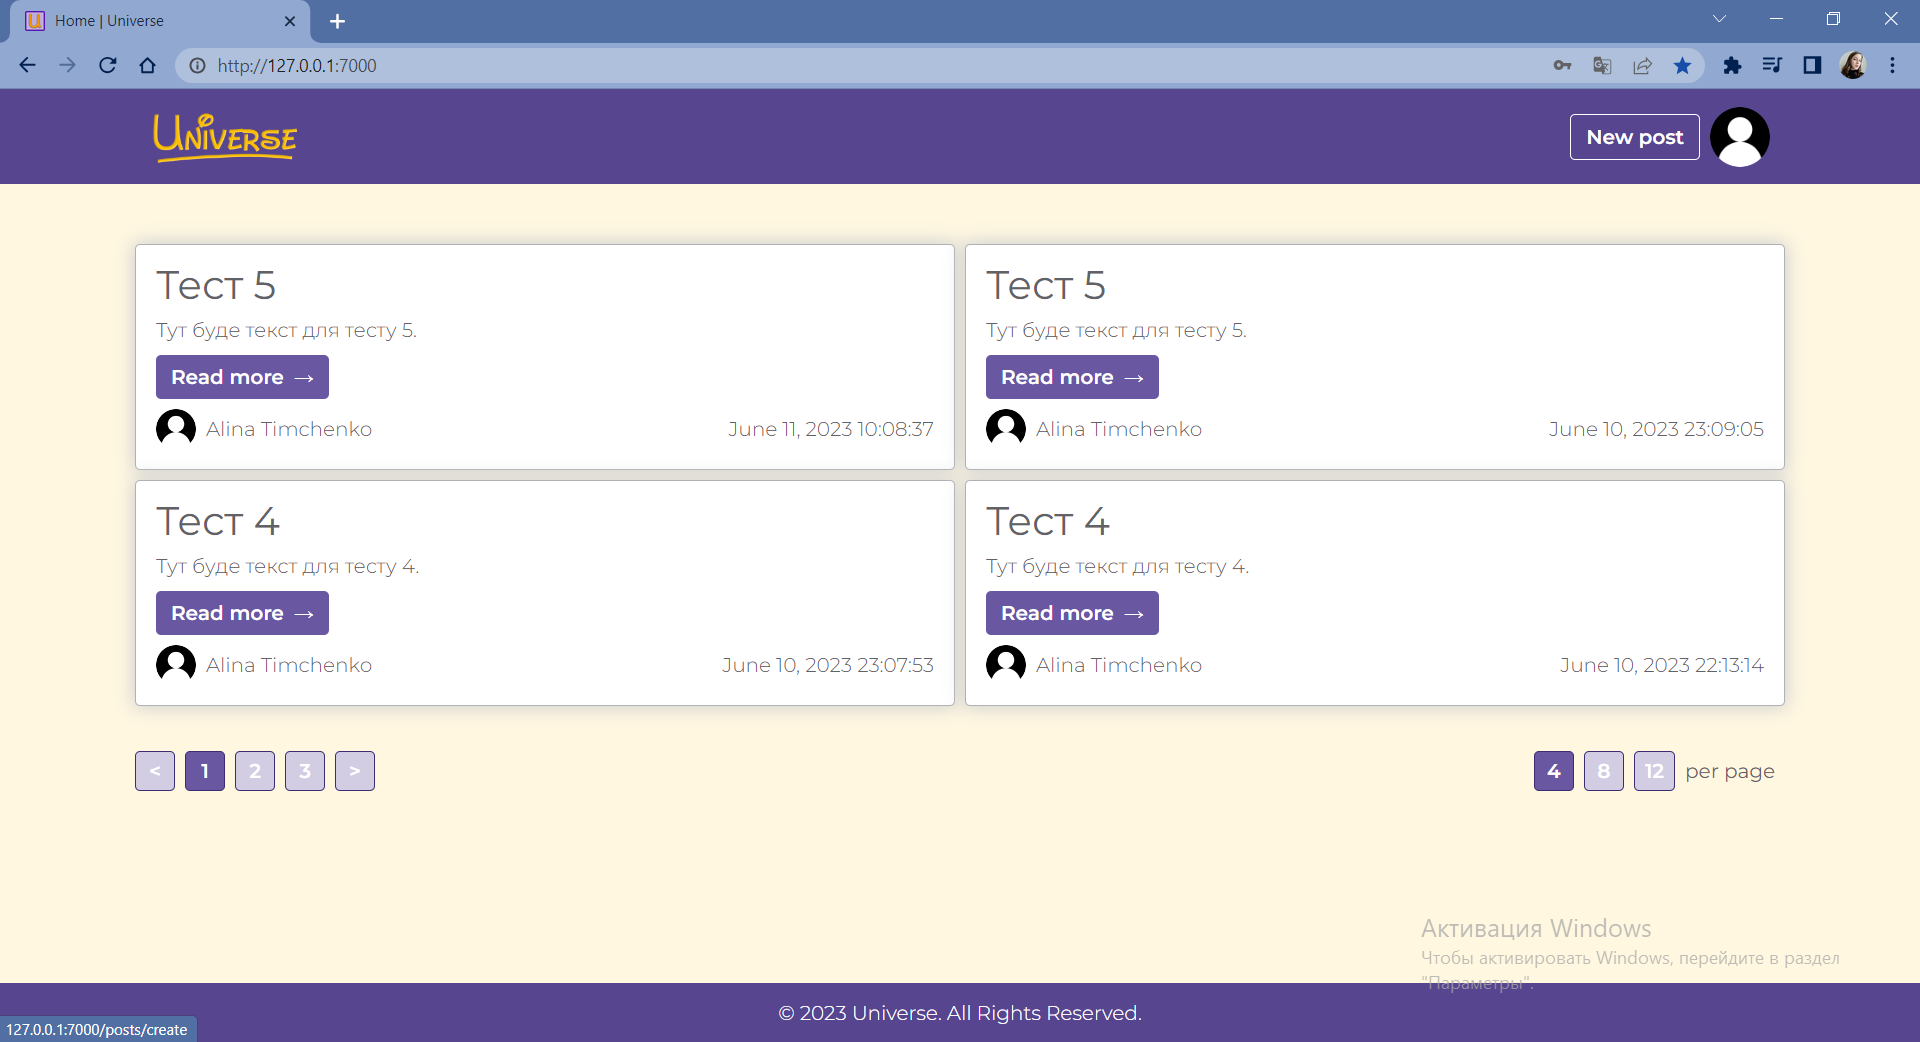 Home | Universe
http://127.0.0.1:7000
Universe
New post
Тест 5
Тут буде текст для тесту 5.
Read more →
Alina Timchenko
June 11, 2023 10:08:37
Тест 5
Тут буде текст для тесту 5.
Read more →
Alina Timchenko
June 10, 2023 23:09:05
Тест 4
Тут буде текст для тесту 4.
Read more →
Alina Timchenko
June 10, 2023 23:07:53
Тест 4
Тут буде текст для тесту 4.
Read more →
Alina Timchenko
June 10, 2023 22:13:14
< 1 2 3 >
4 8 12 per page
Активация Windows
Чтобы активировать Windows, перейдите в раздел
"Параметры".
© 2023 Universe. All Rights Reserved.
127.0.0.1:7000/posts/create